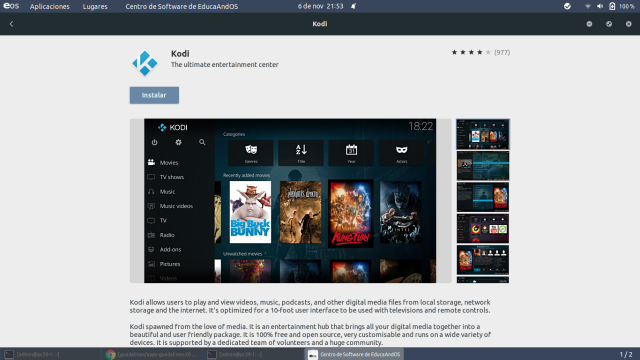 eos Aplicaciones Lugares Centro de Software de EducaAndOS 6 de nov 21:53 100%
Kodi
Kodi
The ultimate entertainment center
(977)
Instalar
KODI
18:22
Categories
Genres Title Year Actors
Movies
TV shows
Music
Music videos
TV
Radio
Add-ons
Pictures
Videos
Recently added movies
BIG BUCK BUNNY
KUNG FURY
Unwatched movies
Kodi allows users to play and view videos, music, podcasts, and other digital media files from local storage, network
storage and the internet. It's optimized for a 10-foot user interface to be used with televisions and remote controls.
Kodi spawned from the love of media. It is an entertainment hub that brings all your digital media together into a
beautiful and user friendly package. It is 100% free and open source, very customisable and runs on a wide variety of
devices. It is supported by a dedicated team of volunteers and a huge community.
Centro de Software de EducaAndOS
1 / 2